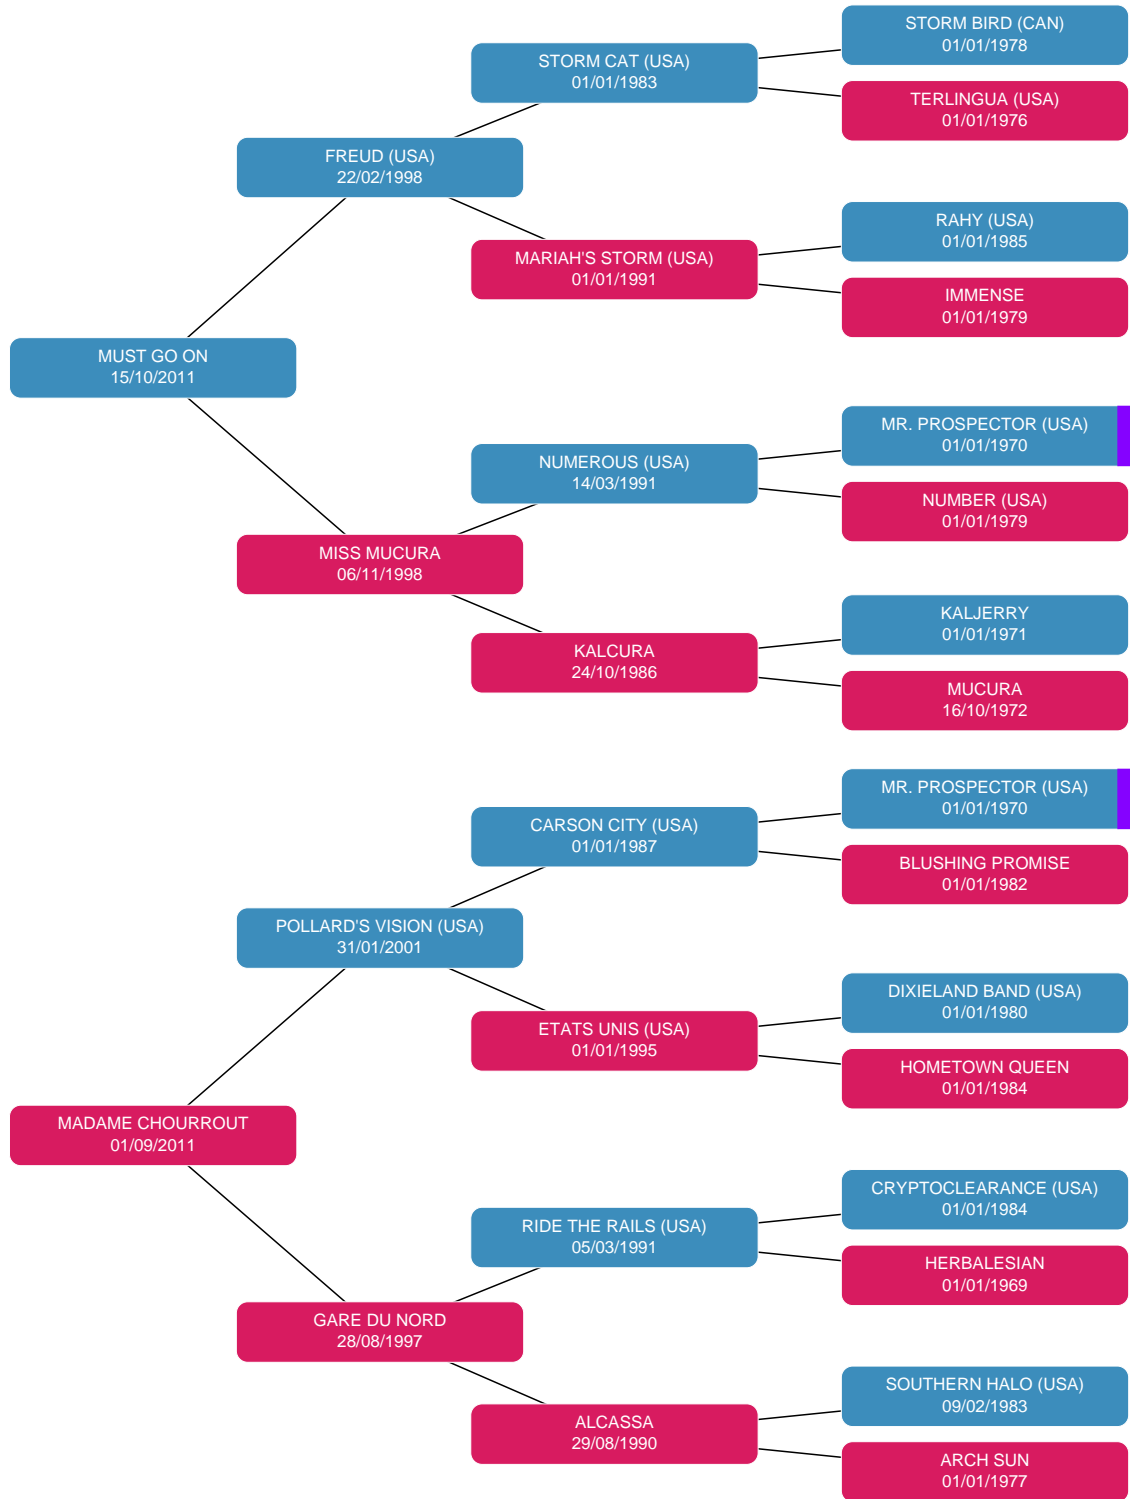 STORM BIRD (CAN)
01/01/1978
STORM CAT (USA)
01/01/1983
TERLINGUA (USA)
01/01/1976
FREUD (USA)
22/02/1998
RAHY (USA)
01/01/1985
MARIAH'S STORM (USA)
01/01/1991
IMMENSE
01/01/1979
MUST GO ON
15/10/2011
MR. PROSPECTOR (USA)
01/01/1970
NUMEROUS (USA)
14/03/1991
NUMBER (USA)
01/01/1979
MISS MUCURA
06/11/1998
KALJERRY
01/01/1971
KALCURA
24/10/1986
MUCURA
16/10/1972
MR. PROSPECTOR (USA)
01/01/1970
CARSON CITY (USA)
01/01/1987
BLUSHING PROMISE
01/01/1982
POLLARD'S VISION (USA)
31/01/2001
DIXIELAND BAND (USA)
01/01/1980
ETATS UNIS (USA)
01/01/1995
HOMETOWN QUEEN
01/01/1984
MADAME CHOURROUT
01/09/2011
CRYPTOCLEARANCE (USA)
01/01/1984
RIDE THE RAILS (USA)
05/03/1991
HERBALESIAN
01/01/1969
GARE DU NORD
28/08/1997
SOUTHERN HALO (USA)
09/02/1983
ALCASSA
29/08/1990
ARCH SUN
01/01/1977